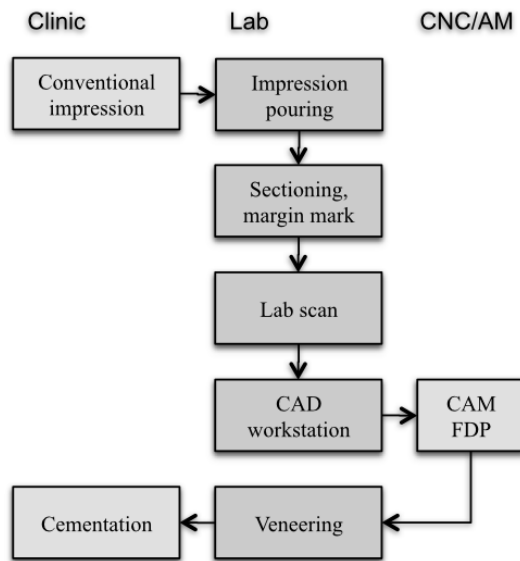 Clinic
Lab
CNC/AM
Conventional
impression
Impression
pouring
Sectioning,
margin mark
Lab scan
CAD
workstation
CAM
FDP
Cementation
Veneering